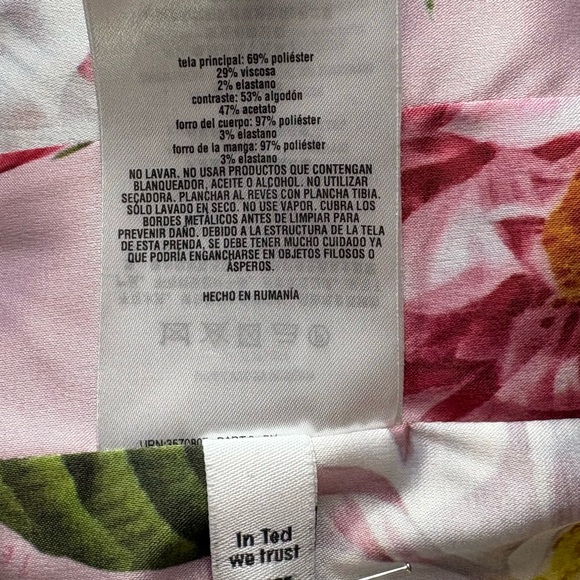 tela principal: 69% poliéster
29% viscosa
2% elastano
contraste: 53% algodón
47% acetato
forro del cuerpo: 97% poliéster
3% elastano
forro de la manga: 97% poliéster
3% elastano
NO LAVAR. NO USAR PRODUCTOS QUE CONTENGAN
BLANQUEADOR, ACEITE O ALCOHOL. NO UTILIZAR
SECADORA. PLANCHAR AL REVÉS CON PLANCHA TIBIA.
SÓLO LAVADO EN SECO. NO USE VAPOR. CUBRA LOS
BORDES METÁLICOS ANTES DE LIMPIAR PARA
PREVENIR DAÑO. DEBIDO A LA ESTRUCTURA DE LA TELA
DE ESTA PRENDA, SE DEBE TENER MUCHO CUIDADO YA
QUE PODRÍA ENGANCHARSE EN OBJETOS FILOSOS O
ÁSPEROS.
HECHO EN RUMANÍA
In Ted
we trust